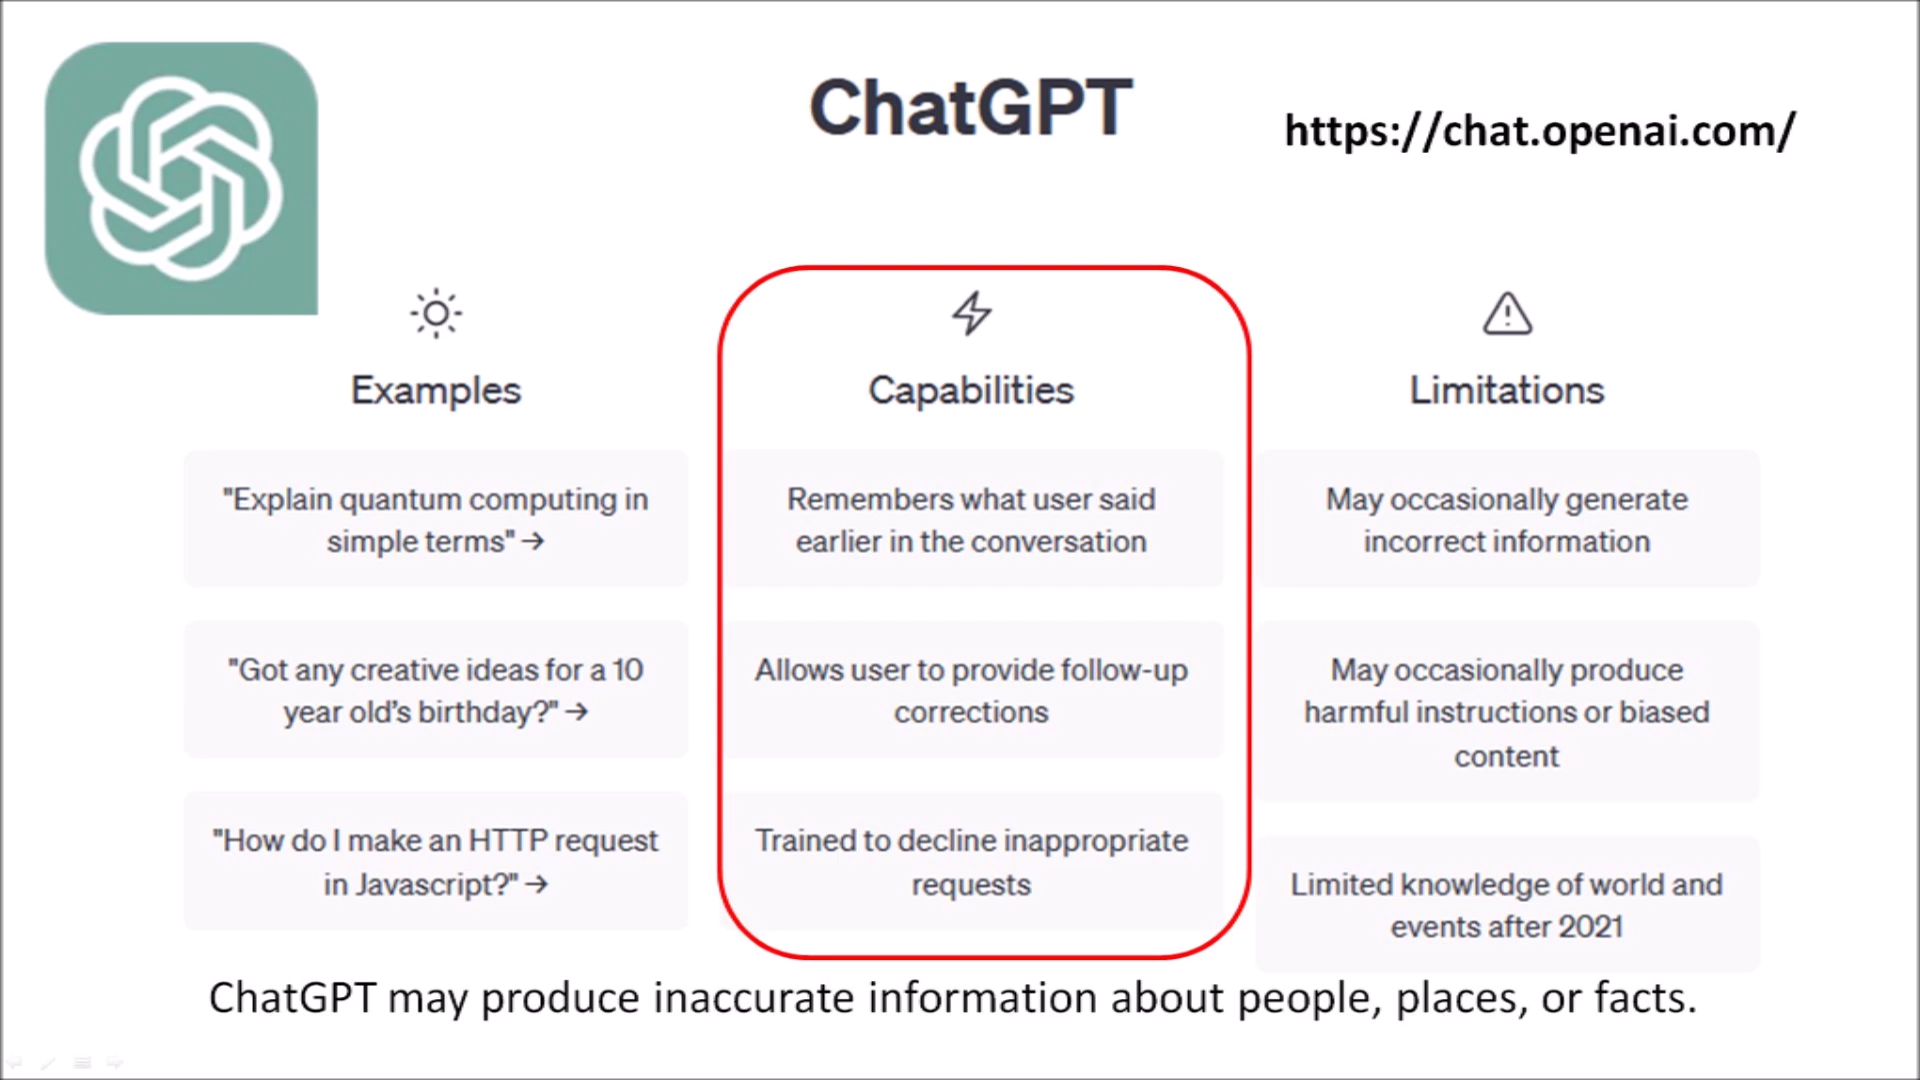 ChatGPT
https://chat.openai.com/
Examples
"Explain quantum computing in
simple terms" →
"Got any creative ideas for a 10
year old's birthday?" →
"How do I make an HTTP request
in Javascript?" →
Capabilities
Remembers what user said
earlier in the conversation
Allows user to provide follow-up
corrections
Trained to decline inappropriate
requests
Limitations
May occasionally generate
incorrect information
May occasionally produce
harmful instructions or biased
content
Limited knowledge of world and
events after 2021
ChatGPT may produce inaccurate information about people, places, or facts.